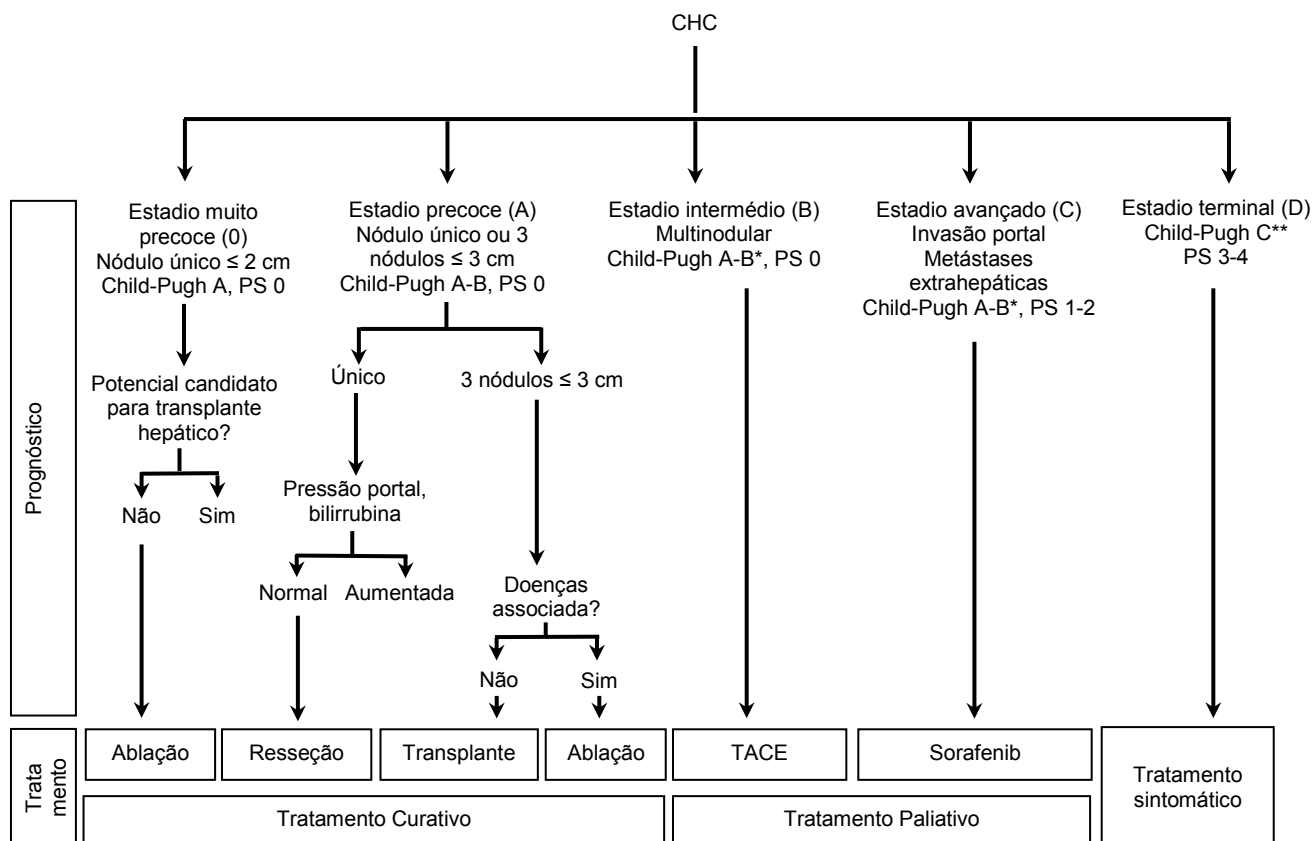 CHC
Prognóstico
Estadio muito
precoce (0)
Nódulo único ≤ 2 cm
Child-Pugh A, PS 0
Estadio precoce (A)
Nódulo único ou 3
nódulos ≤ 3 cm
Child-Pugh A-B, PS 0
Estadio intermédio (B)
Multinodular
Child-Pugh A-B*, PS 0
Estadio avançado (C)
Invasão portal
Metástases
extrahepáticas
Child-Pugh A-B*, PS 1-2
Estadio terminal (D)
Child-Pugh C**
PS 3-4
Potencial candidato
para transplante
hepático?
Não
Sim
Único
3 nódulos ≤ 3 cm
Pressão portal,
bilirrubina
Normal
Aumentada
Doenças
associada?
Não
Sim
Trata
mento
Ablação
Resseção
Transplante
Ablação
TACE
Sorafenib
Tratamento
sintomático
Tratamento Curativo
Tratamento Paliativo